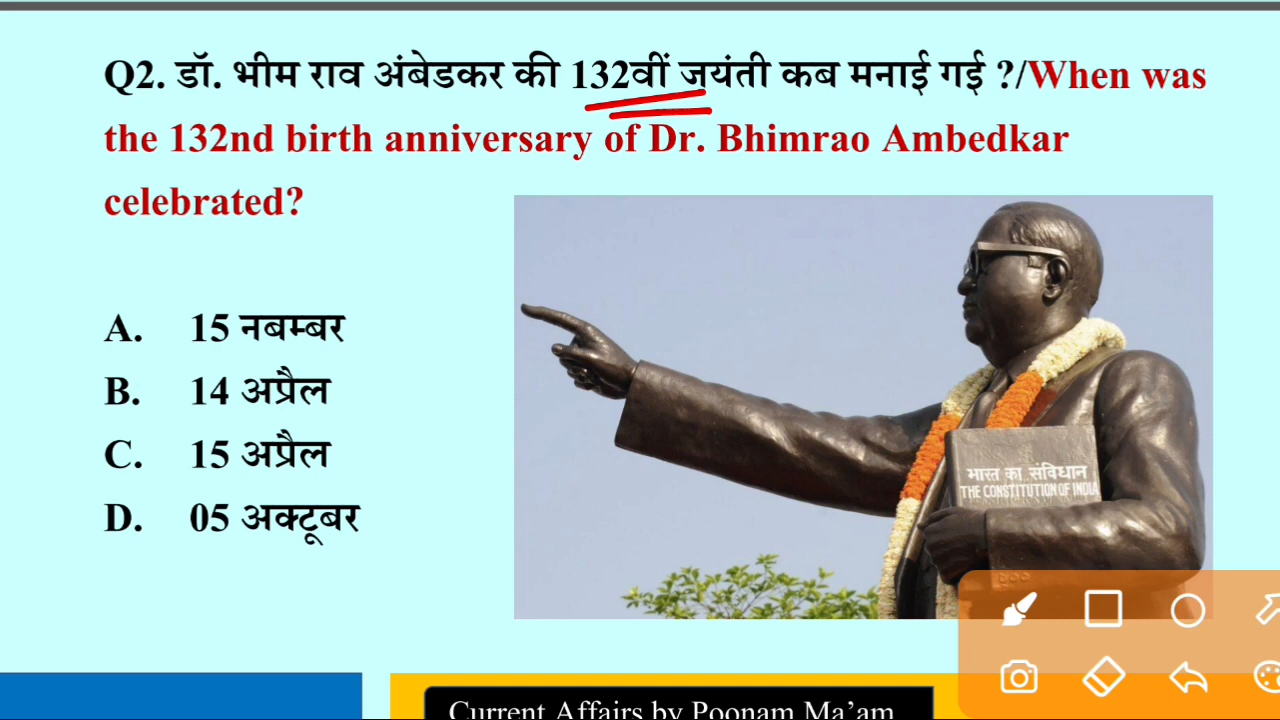 Q2. डॉ. भीम राव अंबेडकर की 132वीं जयंती कब मनाई गई ?/When was
the 132nd birth anniversary of Dr. Bhimrao Ambedkar
celebrated?
A. 15 नबम्बर
B. 14 अप्रैल
C. 15 अप्रैल
D. 05 अक्टूबर
भारत का संविधान
THE CONSTITUTION OF INDIA
Current Affairs by Poonam Ma'am